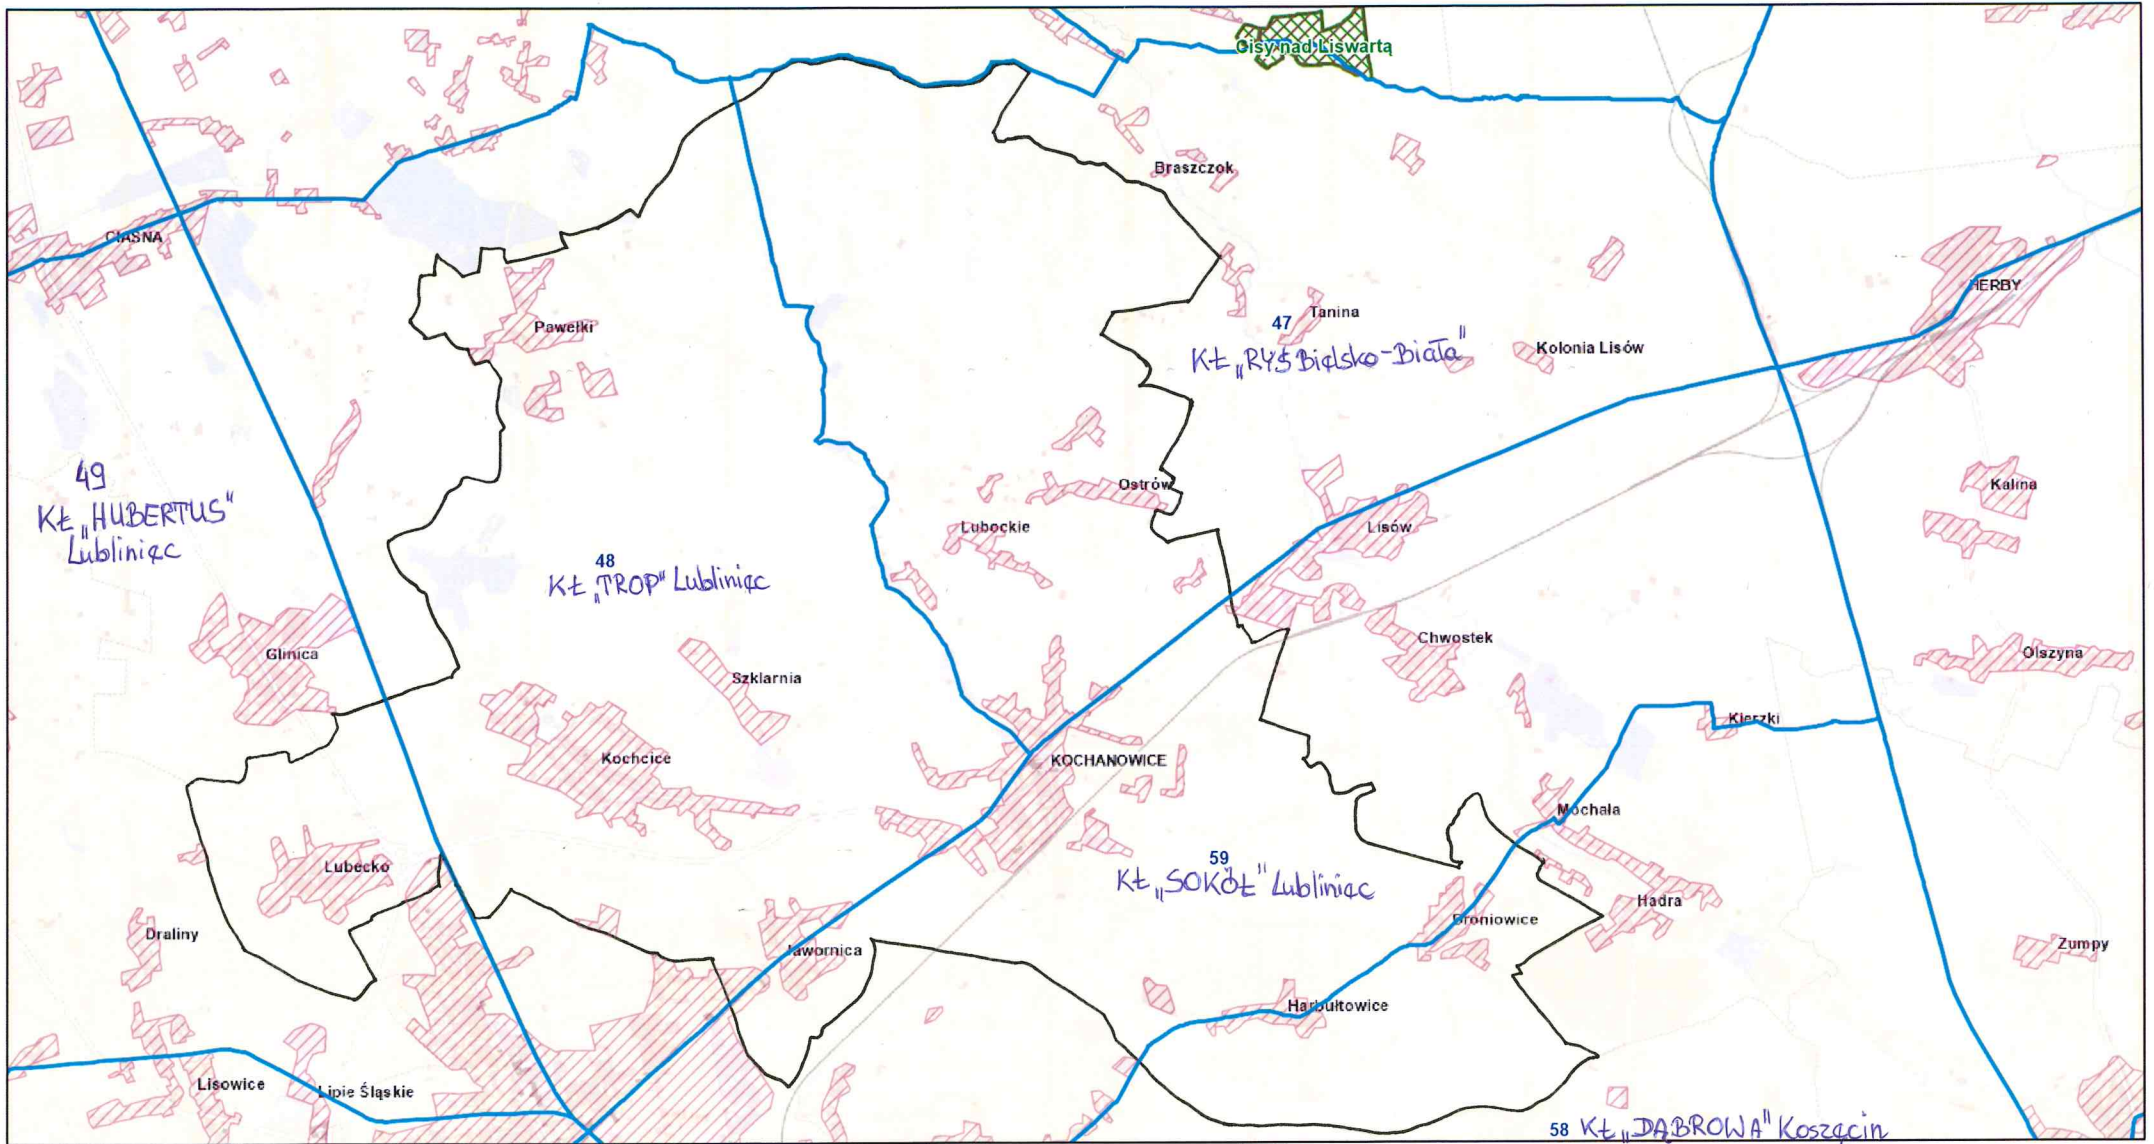 Cisy nad Liswartą
Braszczok
CIASNA
HERBY
Pawełki
47
Tanina
KŁ „RYŚ Bielsko-Biała"
Kolonia Lisów
49
KŁ „HUBERTUS"
Lubliniec
Ostrów
Kalina
Lubockie
Lisów
48
KŁ „TROP" Lubliniec
Glinica
Chwostek
Olszyna
Szklarnia
Kierzki
Kochcice
KOCHANOWICE
Mochała
Lubecko
59
KŁ „SOKÓŁ" Lubliniec
Hadra
Droniowice
Draliny
Jawornica
Zumpy
Harbułtowice
Lisowice
Lipie Śląskie
58 KŁ „DĄBROWA" Koszęcin